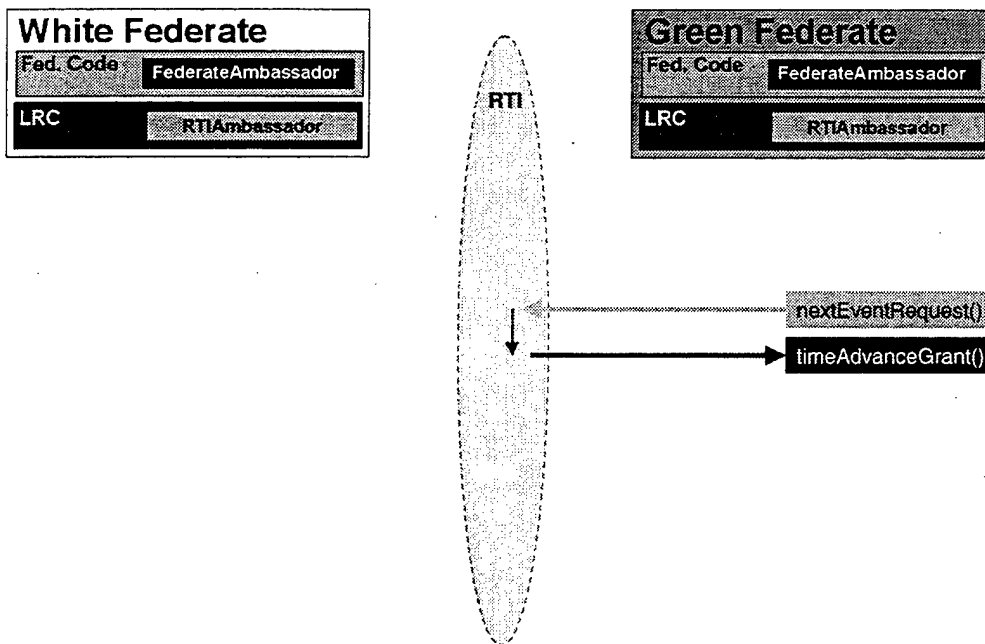 White Federate
Fed. Code
FederateAmbassador
LRC
RTIAmbassador
RTI
Green Federate
Fed. Code
FederateAmbassador
LRC
RTIAmbassador
nextEventRequest()
timeAdvanceGrant()